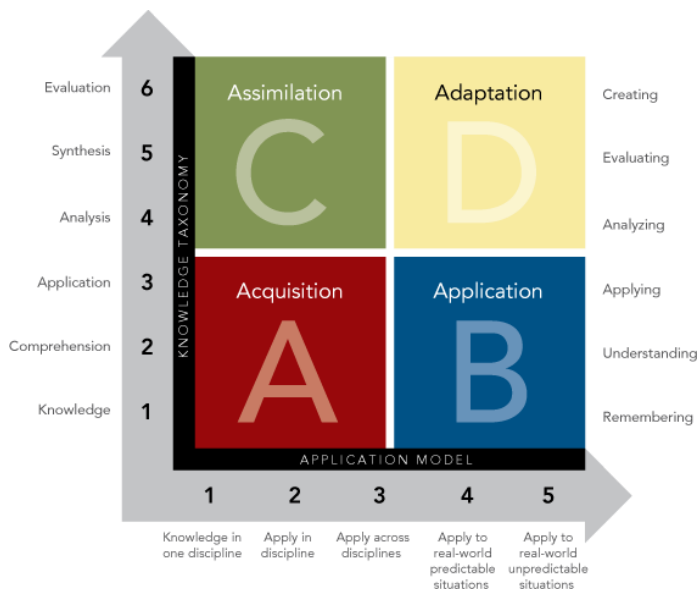 Evaluation 6 Assimilation Adaptation Creating
C D
Synthesis 5 Evaluating
Analysis 4 Analyzing
KNOWLEDGE TAXONOMY
Application 3 Acquisition Application Applying
A B
Comprehension 2 Understanding
Knowledge 1 Remembering
APPLICATION MODEL
1 2 3 4 5
Knowledge in
one discipline
Apply in
discipline
Apply across
disciplines
Apply to
real-world
predictable
situations
Apply to
real-world
unpredictable
situations